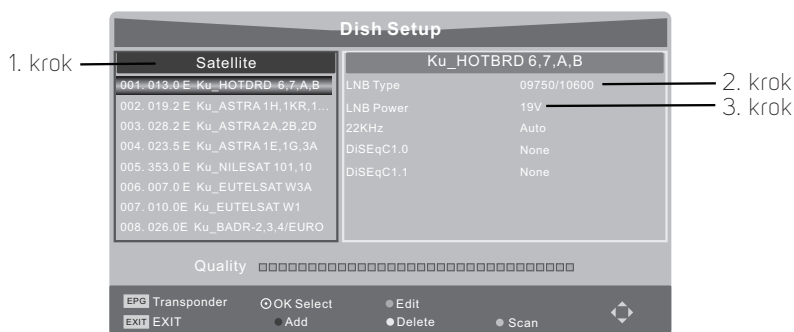 Dish Setup
1. krok
Satellite
001. 013.0 E Ku_HOTDRD 6,7,A,B
002. 019.2 E Ku_ASTRA 1H,1KR,1...
003. 028.2 E Ku_ASTRA 2A,2B,2D
004. 023.5 E Ku_ASTRA 1E,1G,3A
005. 353.0 E Ku_NILESAT 101,10
006. 007.0 E Ku_EUTELSAT W3A
007. 010.0E Ku_EUTELSAT W1
008. 026.0E Ku_BADR-2,3,4/EURO
Ku_HOTBRD 6,7,A,B
LNB Type 09750/10600
2. krok
LNB Power 19V
3. krok
22KHz Auto
DiSEqC1.0 None
DiSEqC1.1 None
Quality
EPG Transponder OK Select Edit
EXIT EXIT Add Delete Scan